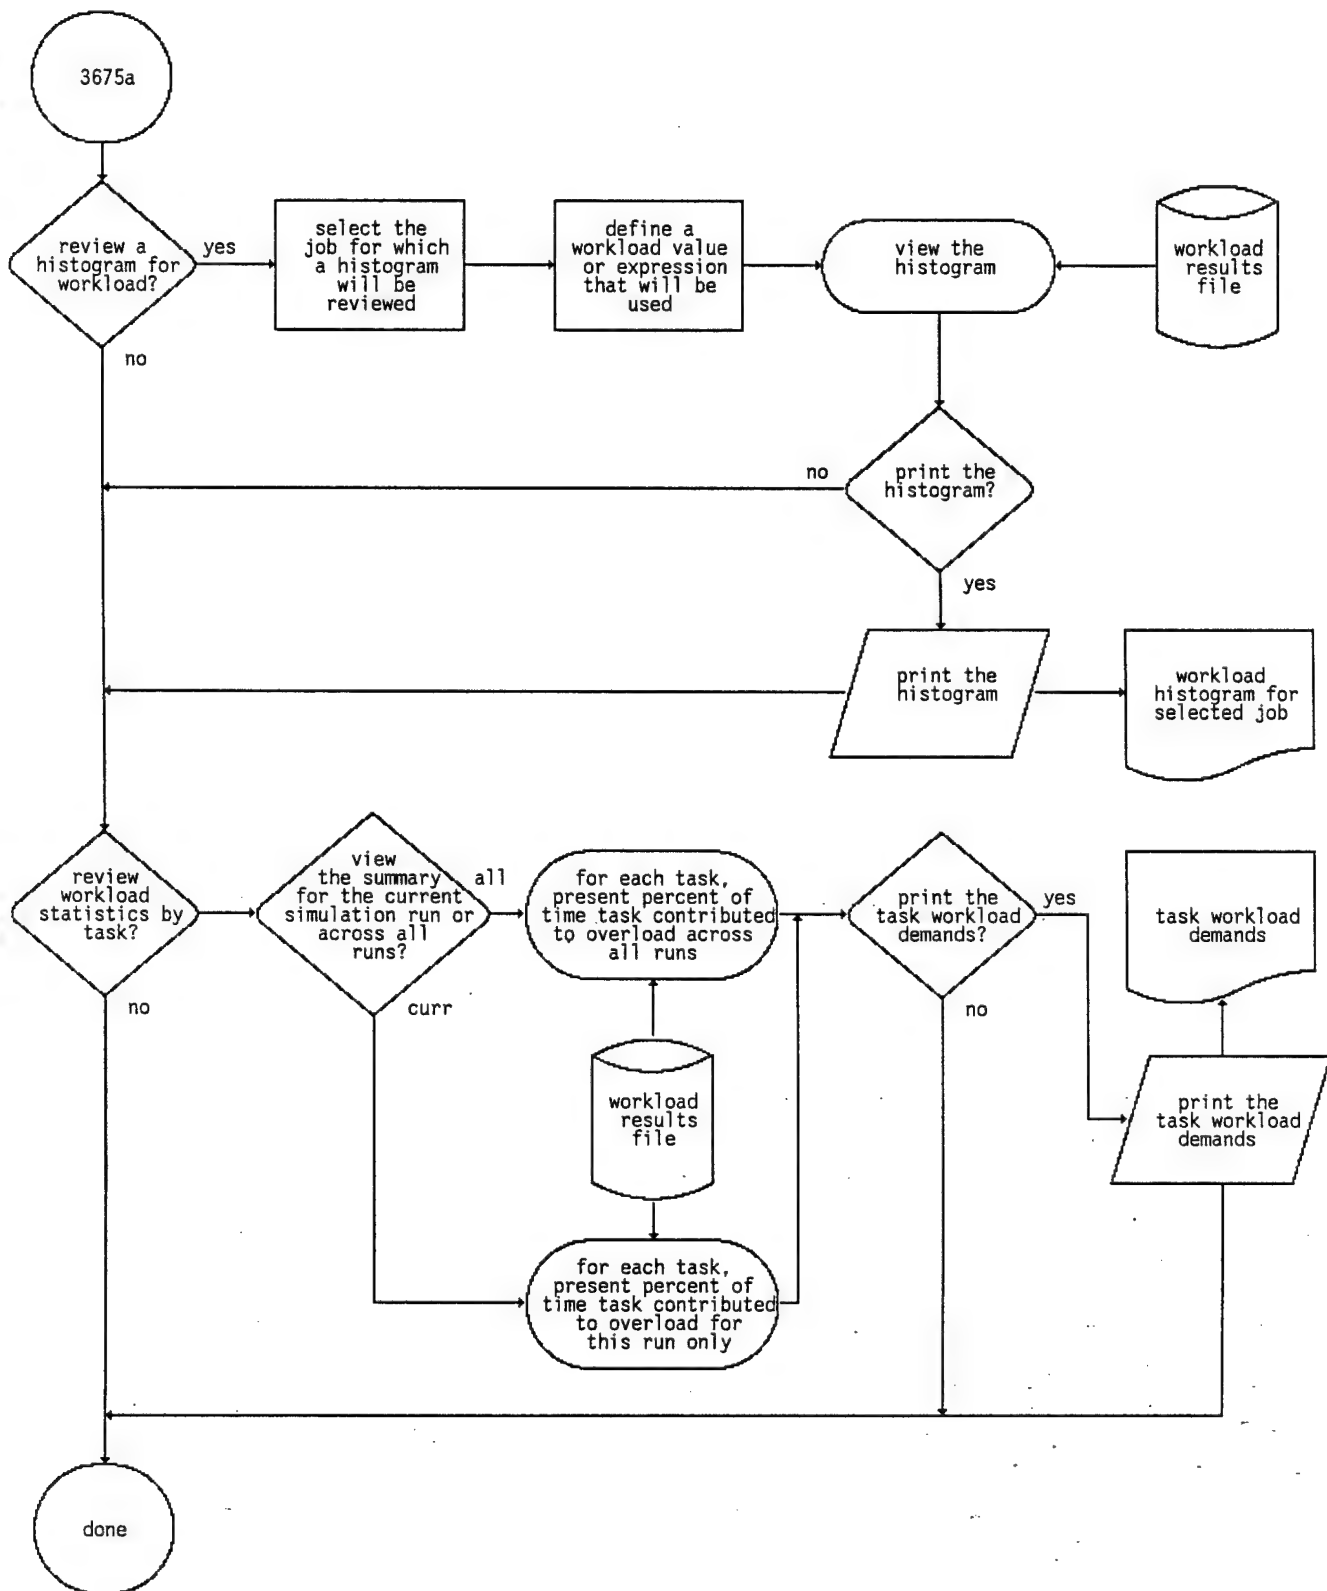 3675a
review a
histogram for
workload?
yes
select the
job for which
a histogram
will be
reviewed
define a
workload value
or expression
that will be
used
view the
histogram
workload
results
file
no
print the
histogram?
no
yes
print the
histogram
workload
histogram for
selected job
review
workload
statistics by
task?
view
the summary
for the current
simulation run or
across all
runs?
all
for each task,
present percent of
time task contributed
to overload across
all runs
print the
task workload
demands?
yes
task workload
demands
no
curr
no
workload
results
file
print the
task workload
demands
for each task,
present percent of
time task contributed
to overload for
this run only
done